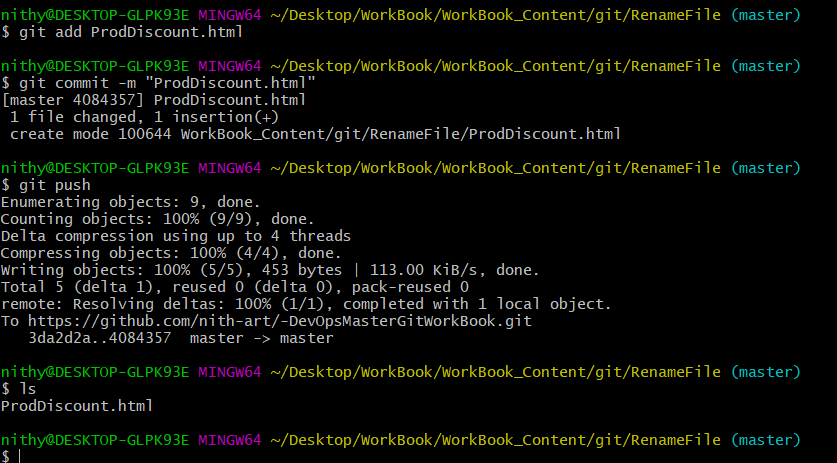 nithy@DESKTOP-GLPK93E MINGW64 ~/Desktop/WorkBook/WorkBook_Content/git/RenameFile (master)
$ git add ProdDiscount.html
nithy@DESKTOP-GLPK93E MINGW64 ~/Desktop/WorkBook/WorkBook_Content/git/RenameFile (master)
$ git commit -m "ProdDiscount.html"
[master 4084357] ProdDiscount.html
 1 file changed, 1 insertion(+)
 create mode 100644 WorkBook_Content/git/RenameFile/ProdDiscount.html
nithy@DESKTOP-GLPK93E MINGW64 ~/Desktop/WorkBook/WorkBook_Content/git/RenameFile (master)
$ git push
Enumerating objects: 9, done.
Counting objects: 100% (9/9), done.
Delta compression using up to 4 threads
Compressing objects: 100% (4/4), done.
Writing objects: 100% (5/5), 453 bytes | 113.00 KiB/s, done.
Total 5 (delta 1), reused 0 (delta 0), pack-reused 0
remote: Resolving deltas: 100% (1/1), completed with 1 local object.
To https://github.com/nith-art/-DevOpsMasterGitWorkBook.git
   3da2d2a..4084357  master -> master
nithy@DESKTOP-GLPK93E MINGW64 ~/Desktop/WorkBook/WorkBook_Content/git/RenameFile (master)
$ ls
ProdDiscount.html
nithy@DESKTOP-GLPK93E MINGW64 ~/Desktop/WorkBook/WorkBook_Content/git/RenameFile (master)
$